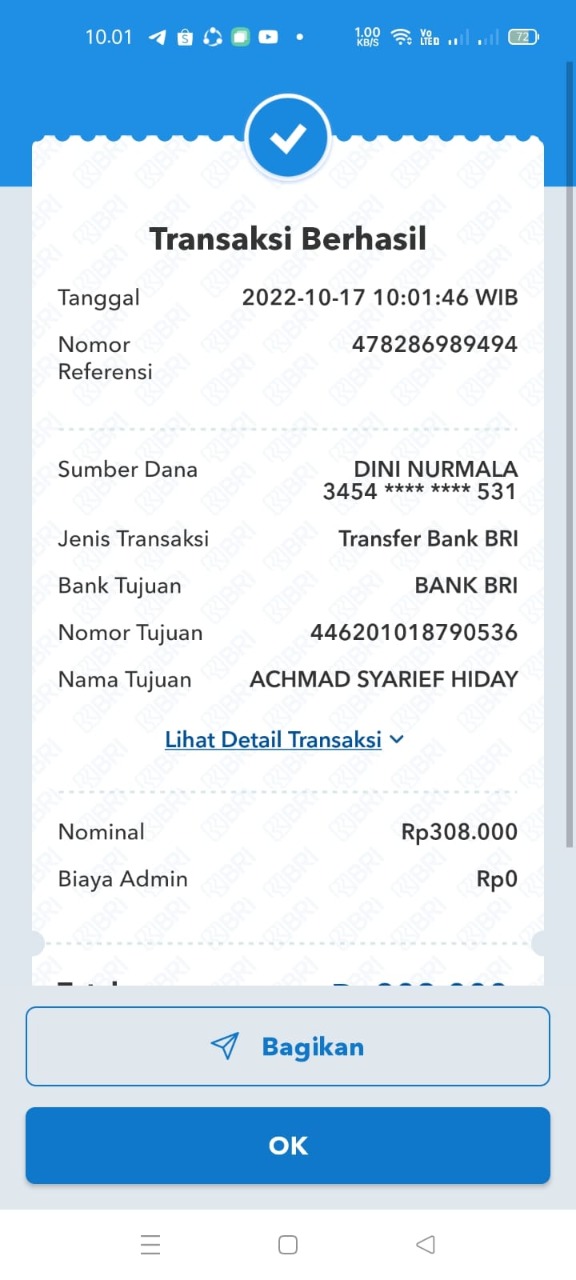 10.01
1.00 KB/S
Vo LTED
72
Transaksi Berhasil
Tanggal 2022-10-17 10:01:46 WIB
Nomor Referensi 478286989494
Sumber Dana DINI NURMALA
3454 **** **** 531
Jenis Transaksi Transfer Bank BRI
Bank Tujuan BANK BRI
Nomor Tujuan 446201018790536
Nama Tujuan ACHMAD SYARIEF HIDAY
Lihat Detail Transaksi
Nominal Rp308.000
Biaya Admin Rp0
Bagikan
OK